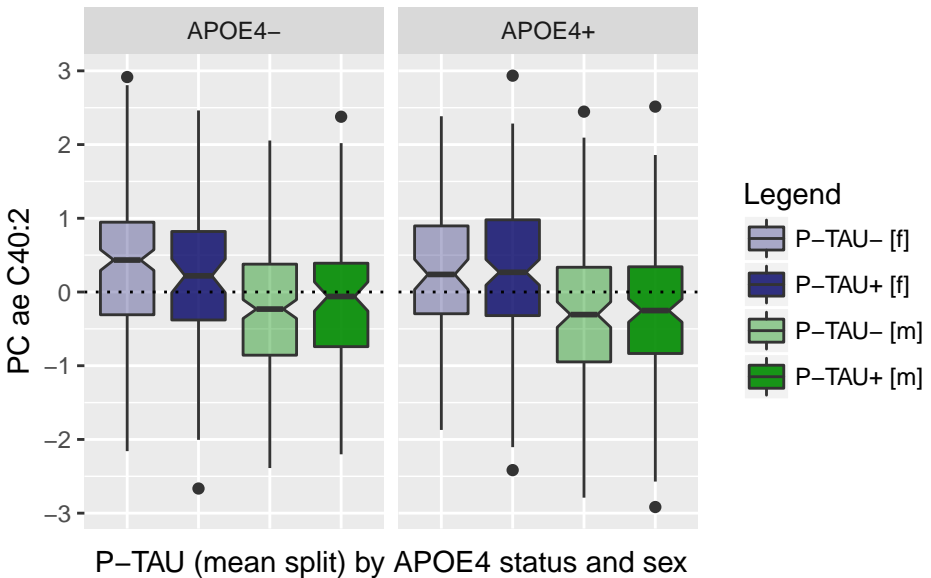 APOE4− APOE4+
3
2
1
0
−1
−2
−3
PC ae C40:2
P−TAU (mean split) by APOE4 status and sex
Legend
P−TAU− [f]
P−TAU+ [f]
P−TAU− [m]
P−TAU+ [m]